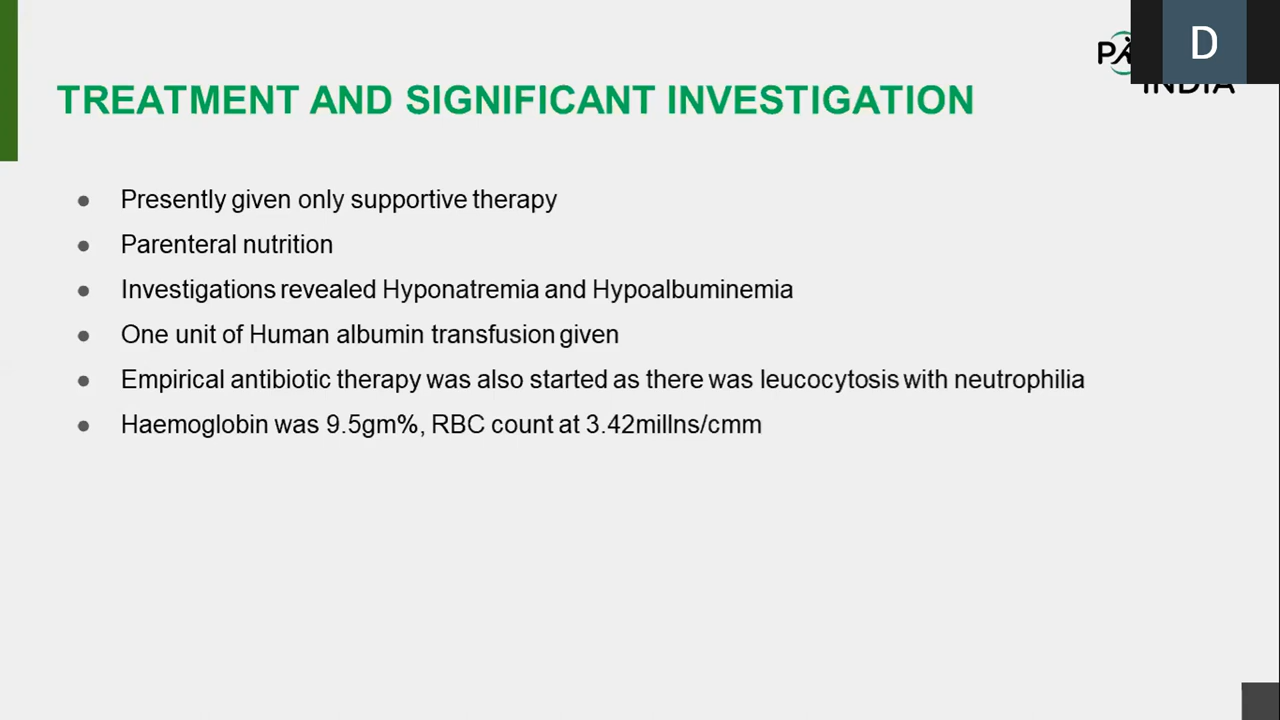 D
TREATMENT AND SIGNIFICANT INVESTIGATION
● Presently given only supportive therapy
● Parenteral nutrition
● Investigations revealed Hyponatremia and Hypoalbuminemia
● One unit of Human albumin transfusion given
● Empirical antibiotic therapy was also started as there was leucocytosis with neutrophilia
● Haemoglobin was 9.5gm%, RBC count at 3.42millns/cmm